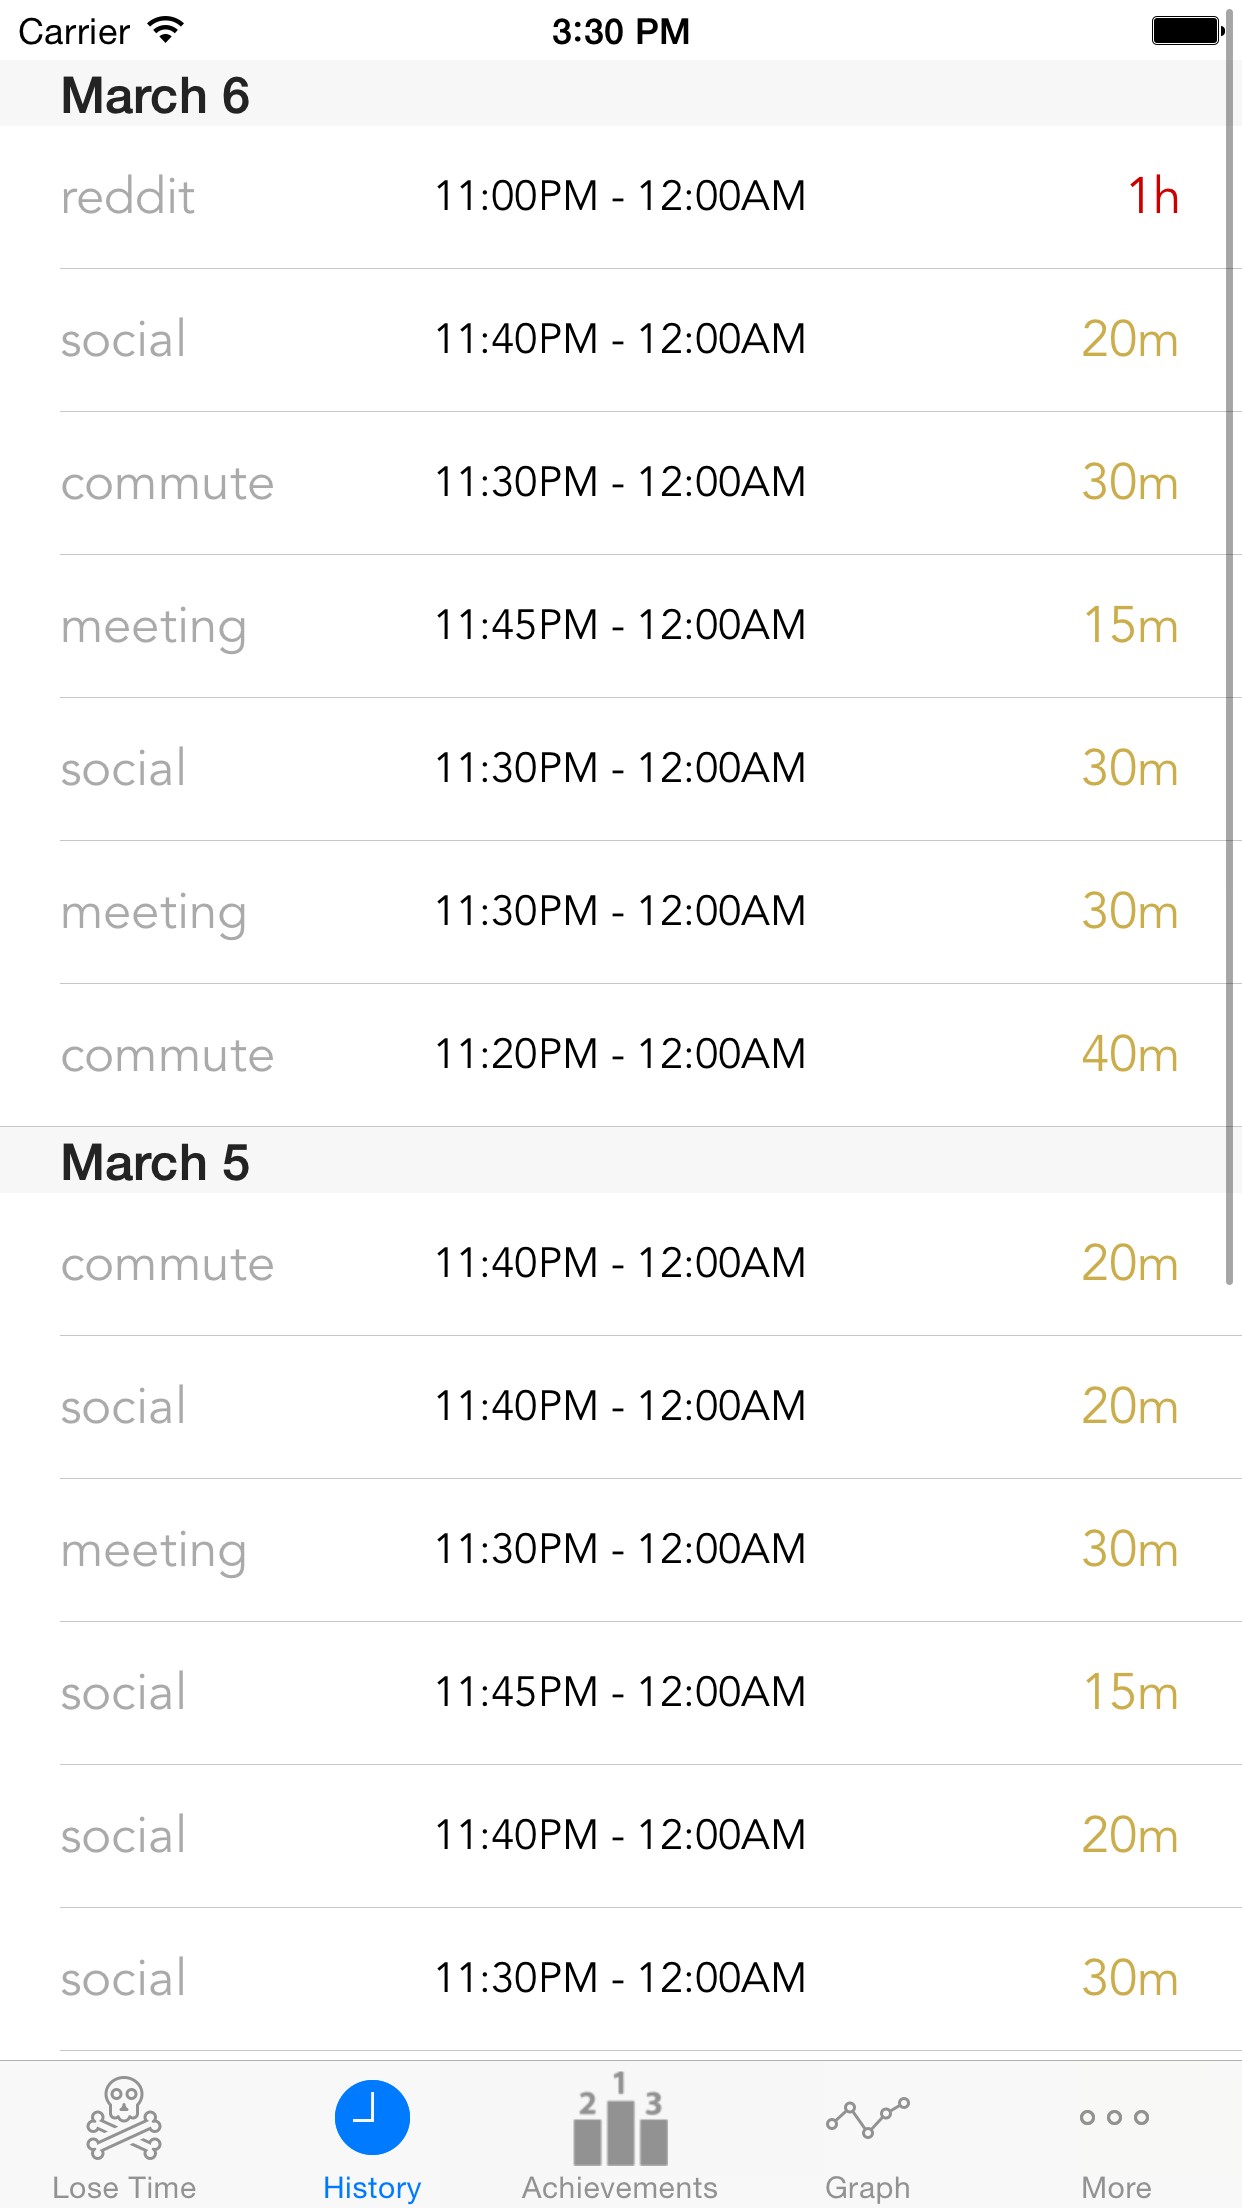 Carrier 3:30 PM
March 6
reddit 11:00PM - 12:00AM 1h
social 11:40PM - 12:00AM 20m
commute 11:30PM - 12:00AM 30m
meeting 11:45PM - 12:00AM 15m
social 11:30PM - 12:00AM 30m
meeting 11:30PM - 12:00AM 30m
commute 11:20PM - 12:00AM 40m
March 5
commute 11:40PM - 12:00AM 20m
social 11:40PM - 12:00AM 20m
meeting 11:30PM - 12:00AM 30m
social 11:45PM - 12:00AM 15m
social 11:40PM - 12:00AM 20m
social 11:30PM - 12:00AM 30m
2 1 3
Lose Time History Achievements Graph More